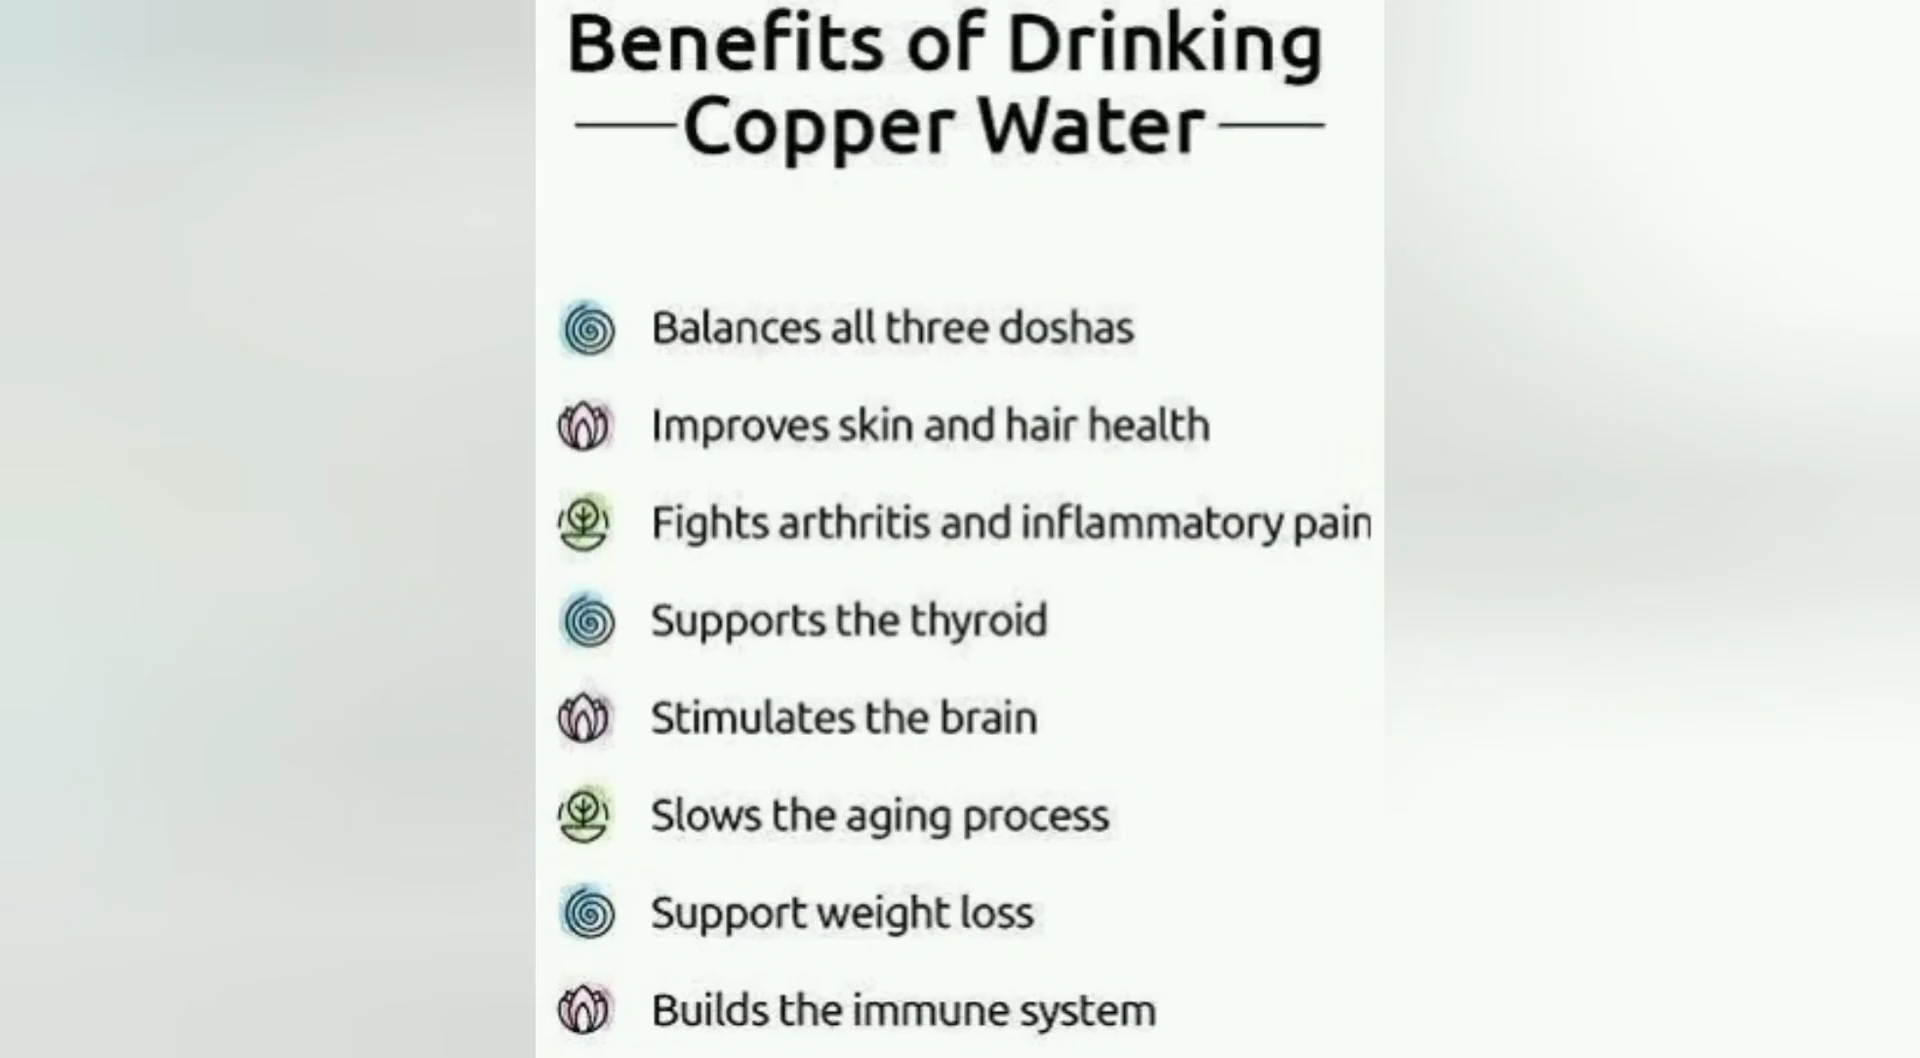 Benefits of Drinking
Copper Water
Balances all three doshas
Improves skin and hair health
Fights arthritis and inflammatory pain
Supports the thyroid
Stimulates the brain
Slows the aging process
Support weight loss
Builds the immune system